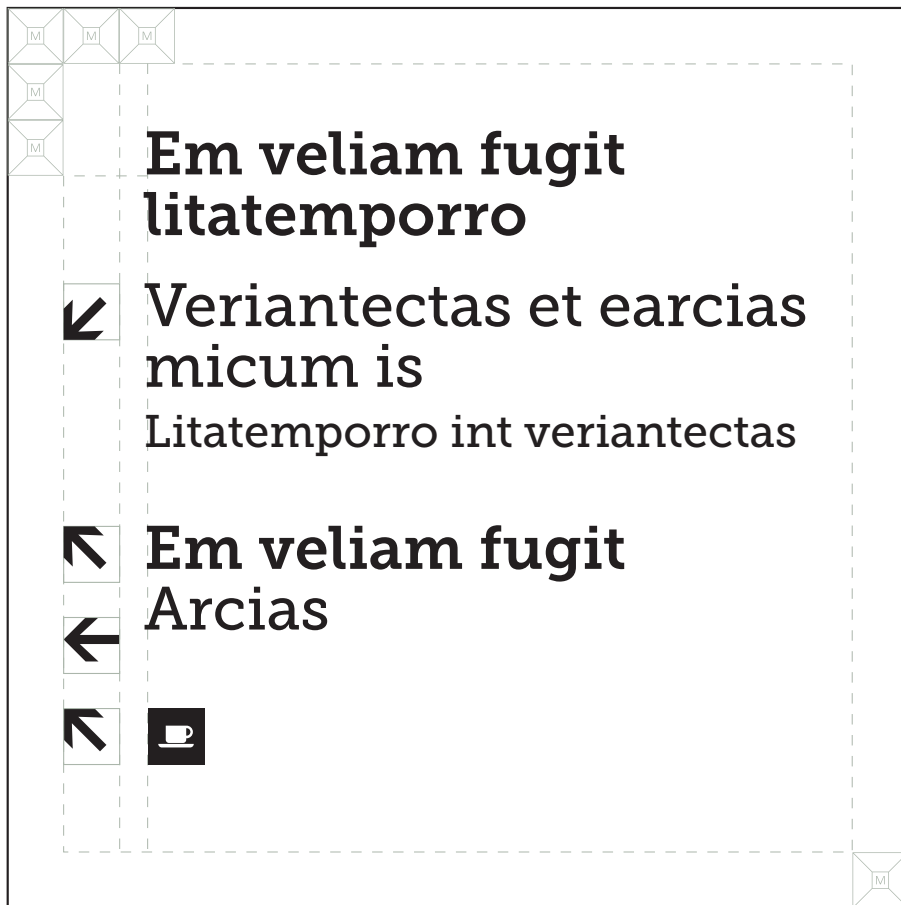 M M M
M
M
Em veliam fugit
litatemporro
Veriantectas et earcias
micum is
Litatemporro int veriantectas
Em veliam fugit
Arcias
M